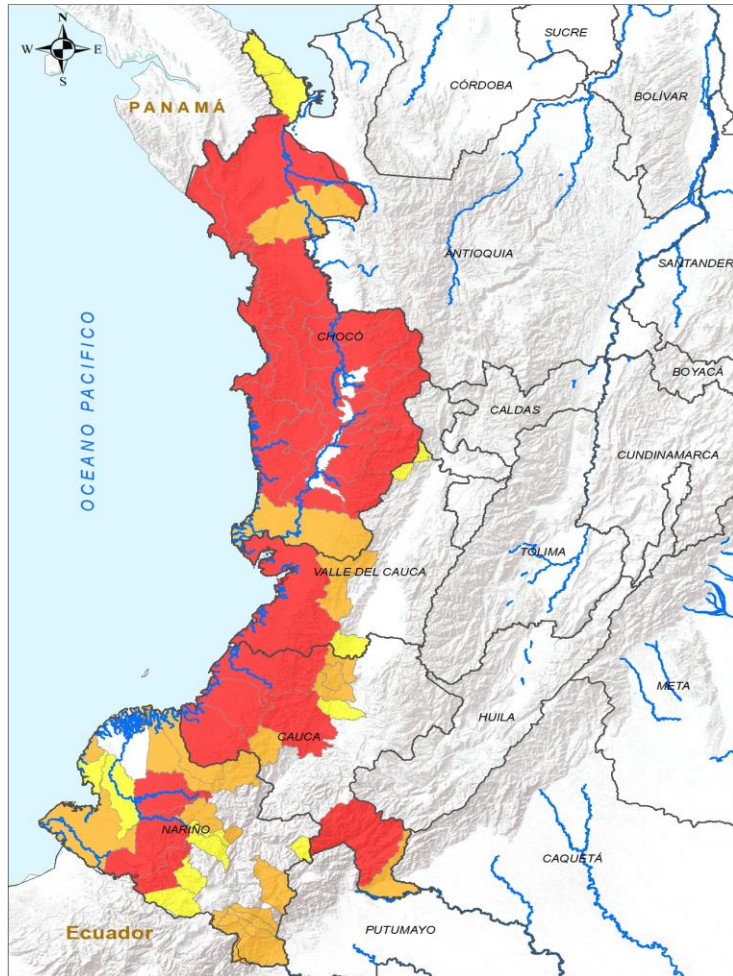 N
W E
S
SUCRE
CÓRDOBA
BOLÍVAR
PANAMÁ
ANTIOQUIA
SANTANDER
CHOCÓ
BOYACÁ
CALDAS
CUNDINAMARCA
OCEANO PACIFICO
TOLIMA
VALLE DEL CAUCA
META
HUILA
CAUCA
NARIÑO
CAQUETÁ
PUTUMAYO
Ecuador